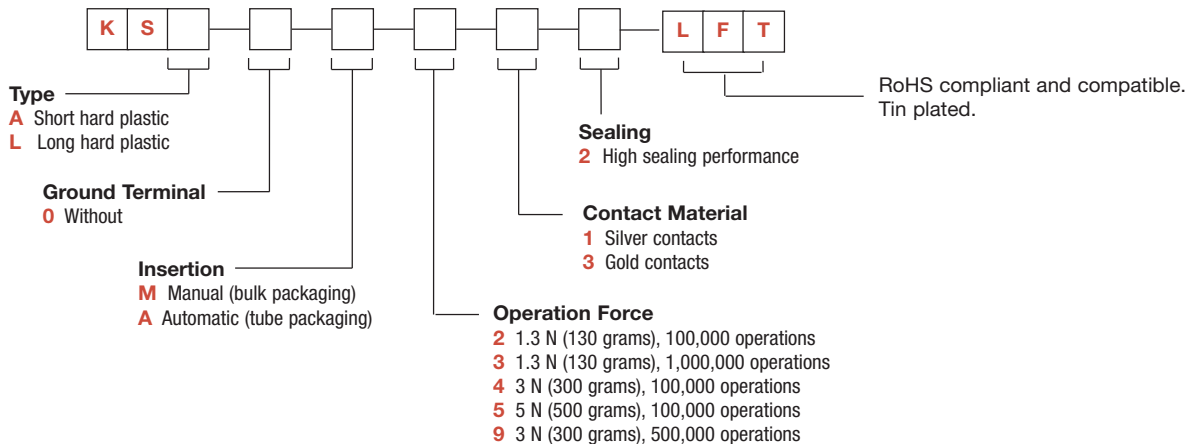 K S L F T
RoHS compliant and compatible.
Tin plated.
Type
A Short hard plastic
L Long hard plastic
Sealing
2 High sealing performance
Ground Terminal
0 Without
Contact Material
1 Silver contacts
3 Gold contacts
Insertion
M Manual (bulk packaging)
A Automatic (tube packaging)
Operation Force
2 1.3 N (130 grams), 100,000 operations
3 1.3 N (130 grams), 1,000,000 operations
4 3 N (300 grams), 100,000 operations
5 5 N (500 grams), 100,000 operations
9 3 N (300 grams), 500,000 operations